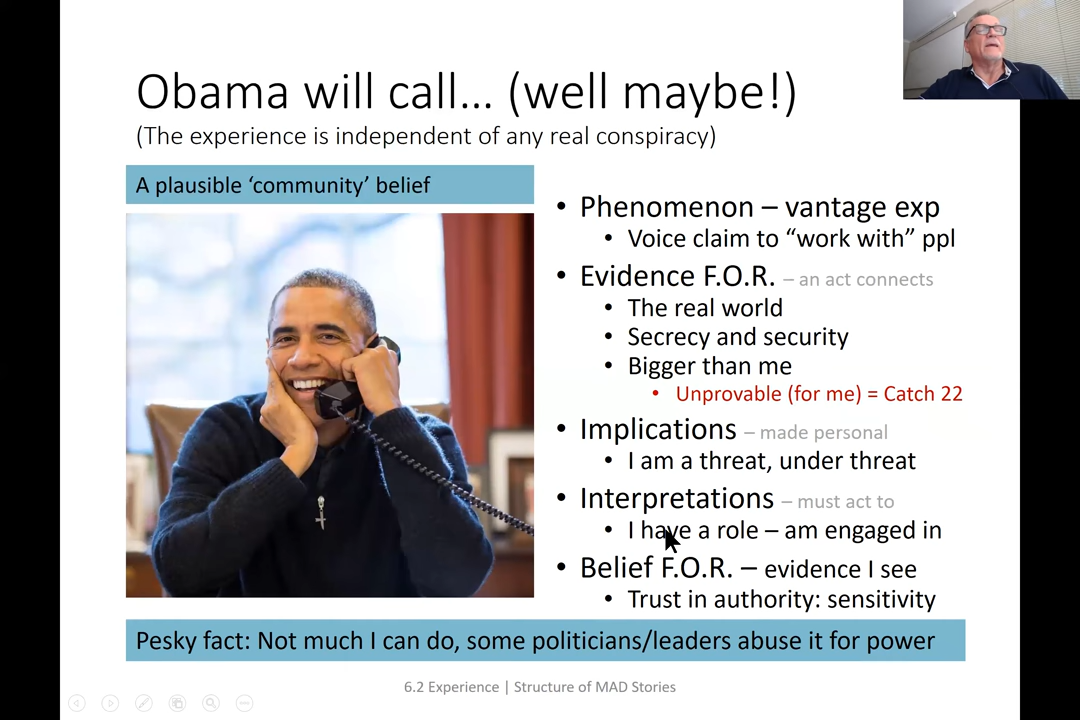 Obama will call... (well maybe!)
(The experience is independent of any real conspiracy)
A plausible ‘community’ belief
• Phenomenon – vantage exp
• Voice claim to “work with” ppl
• Evidence F.O.R. – an act connects
• The real world
• Secrecy and security
• Bigger than me
• Unprovable (for me) = Catch 22
• Implications – made personal
• I am a threat, under threat
• Interpretations – must act to
• I have a role – am engaged in
• Belief F.O.R. – evidence I see
• Trust in authority: sensitivity
Pesky fact: Not much I can do, some politicians/leaders abuse it for power
6.2 Experience | Structure of MAD Stories